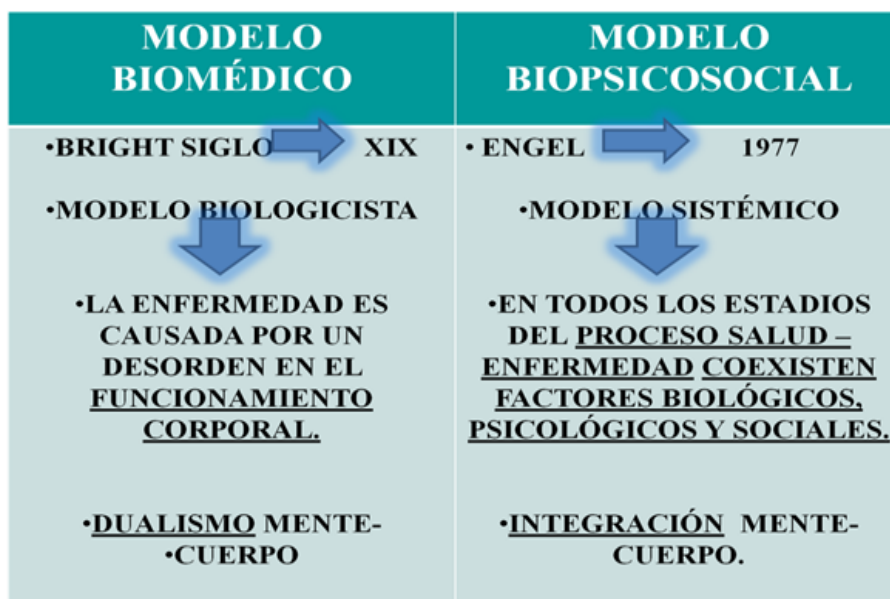 MODELO
BIOMÉDICO
•BRIGHT SIGLO XIX
•MODELO BIOLOGICISTA
•LA ENFERMEDAD ES
CAUSADA POR UN
DESORDEN EN EL
FUNCIONAMIENTO
CORPORAL.
•DUALISMO MENTE-
•CUERPO
MODELO
BIOPSICOSOCIAL
• ENGEL 1977
•MODELO SISTÉMICO
•EN TODOS LOS ESTADIOS
DEL PROCESO SALUD –
ENFERMEDAD COEXISTEN
FACTORES BIOLÓGICOS,
PSICOLÓGICOS Y SOCIALES.
•INTEGRACIÓN MENTE-
CUERPO.